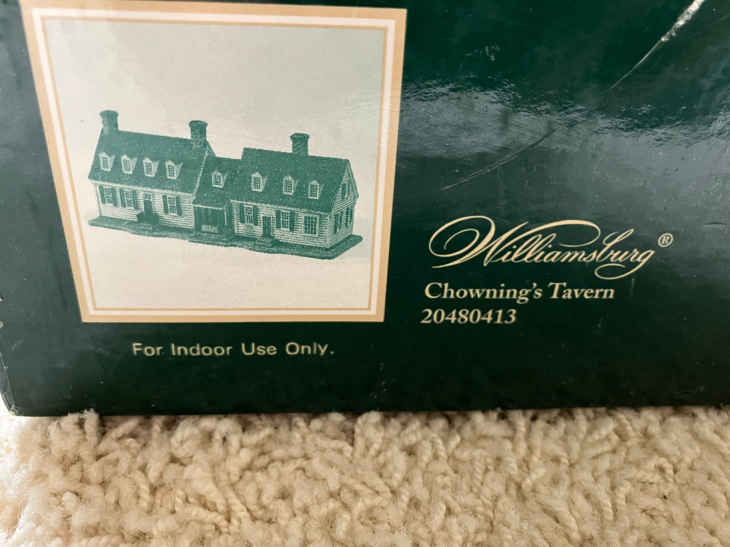 Williamsburg®
Chowning's Tavern
20480413
For Indoor Use Only.